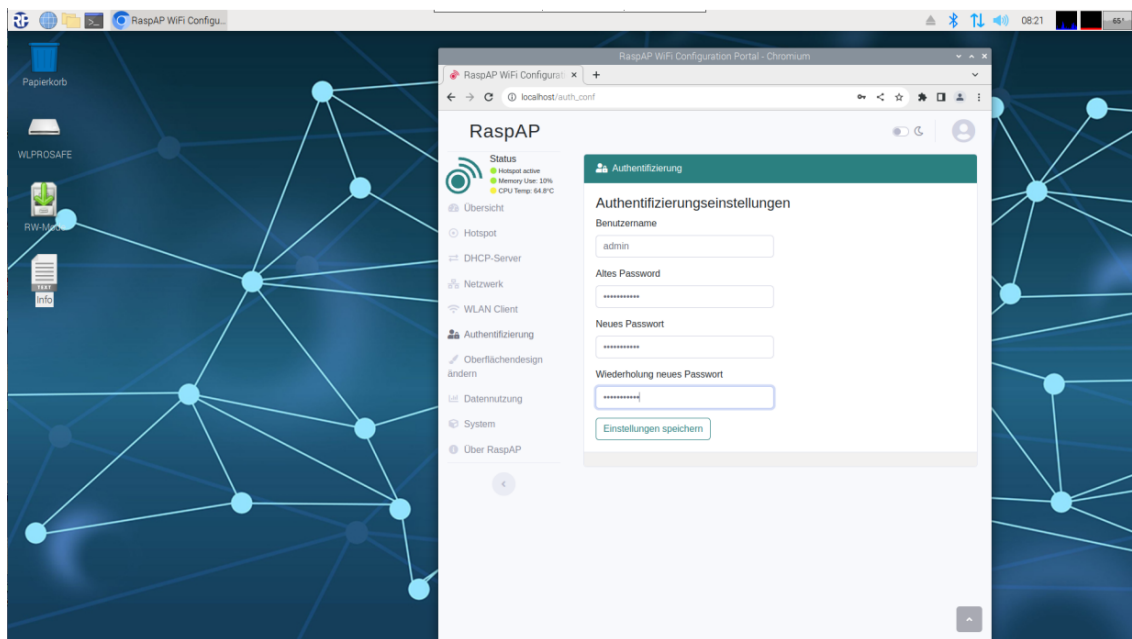 RaspAP WiFi Configu...
08:21
65°
Papierkorb
WLPROSAFE
Info
RaspAP WiFi Configuration Portal - Chromium
RaspAP WiFi Configurati
localhost/auth_conf
RaspAP
Status
Hotspot active
Memory Use: 10%
CPU Temp: 64.8°C
Übersicht
Hotspot
DHCP-Server
Netzwerk
WLAN Client
Authentifizierung
Oberflächendesign
ändern
Datennutzung
System
Über RaspAP
Authentifizierung
Authentifizierungseinstellungen
Benutzername
admin
Altes Password
•••••••••••
Neues Passwort
•••••••••••
Wiederholung neues Passwort
•••••••••••
Einstellungen speichern